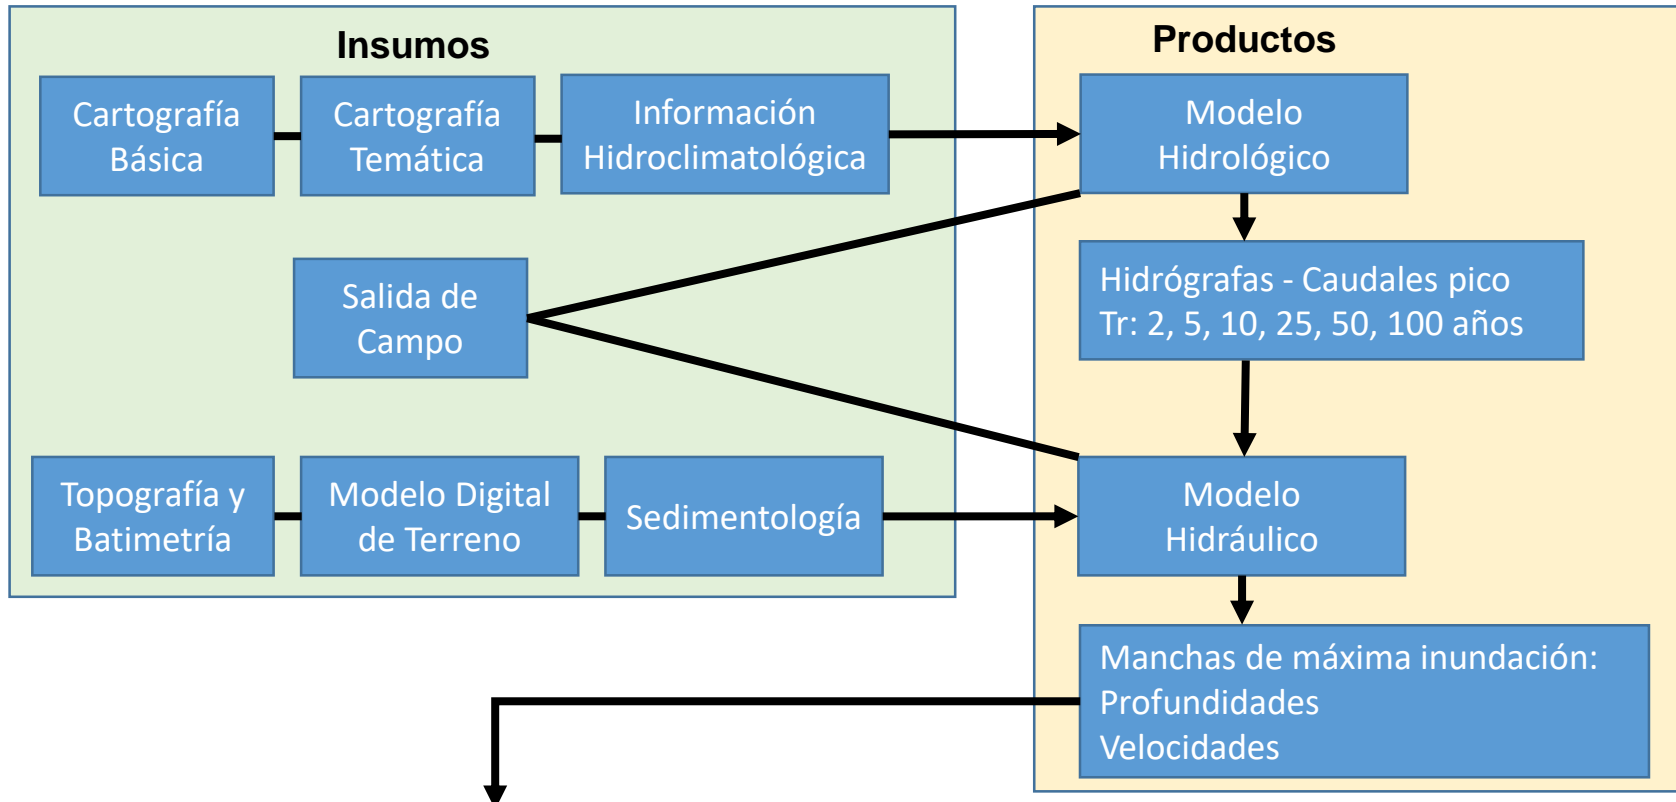 Insumos
Cartografía
Básica
Cartografía
Temática
Información
Hidroclimatológica
Salida de
Campo
Topografía y
Batimetría
Modelo Digital
de Terreno
Sedimentología
Productos
Modelo
Hidrológico
Hidrógrafas - Caudales pico
Tr: 2, 5, 10, 25, 50, 100 años
Modelo
Hidráulico
Manchas de máxima inundación:
Profundidades
Velocidades